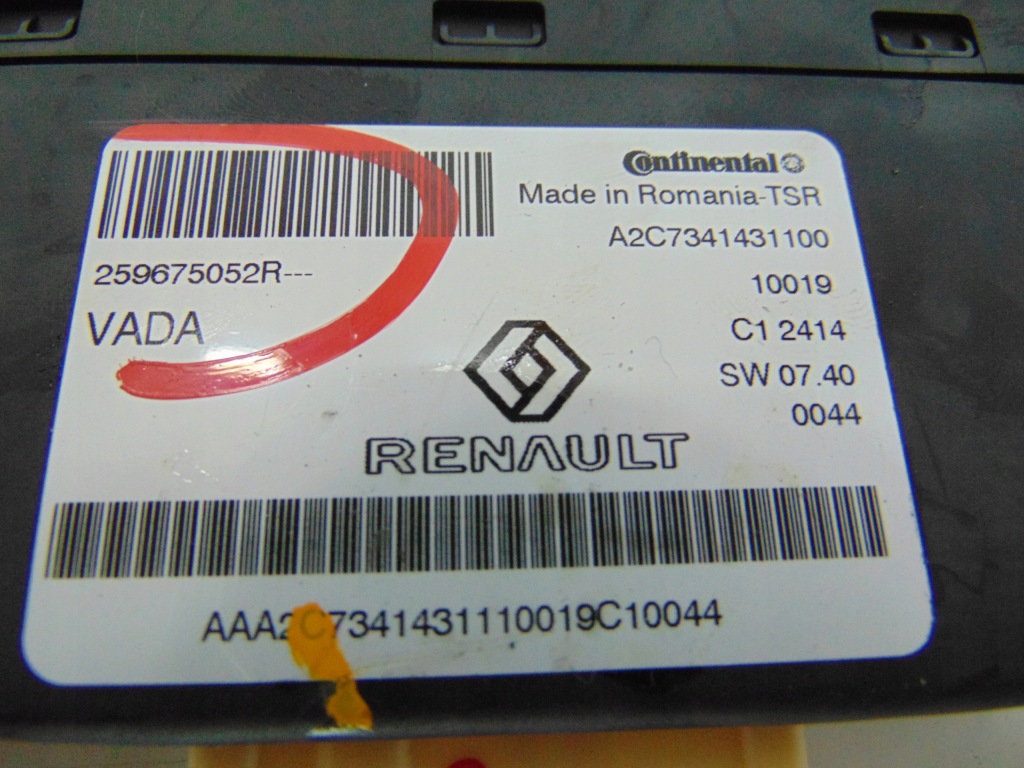 Continental
Made in Romania-TSR
A2C7341431100
259675052R---
10019
VADA
C1 2414
SW 07.40
0044
RENAULT
AAA2C7341431110019C10044